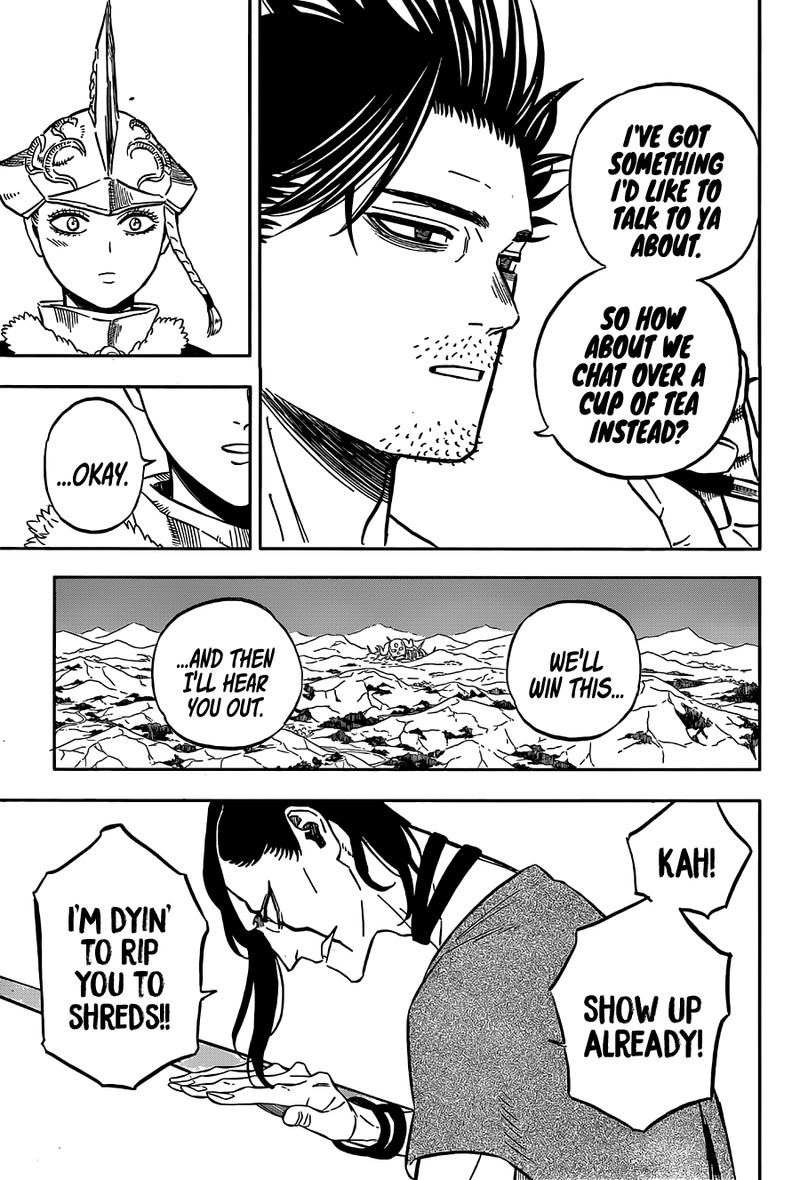 I'VE GOT
SOMETHING
I'D LIKE TO
TALK TO YA
ABOUT.
SO HOW
ABOUT WE
CHAT OVER A
CUP OF TEA
INSTEAD?
...OKAY.
WE'LL
WIN THIS...
...AND THEN
I'LL HEAR
YOU OUT.
KAH!
SHOW UP
ALREADY!
I'M DYIN'
TO RIP
YOU TO
SHREDS!!